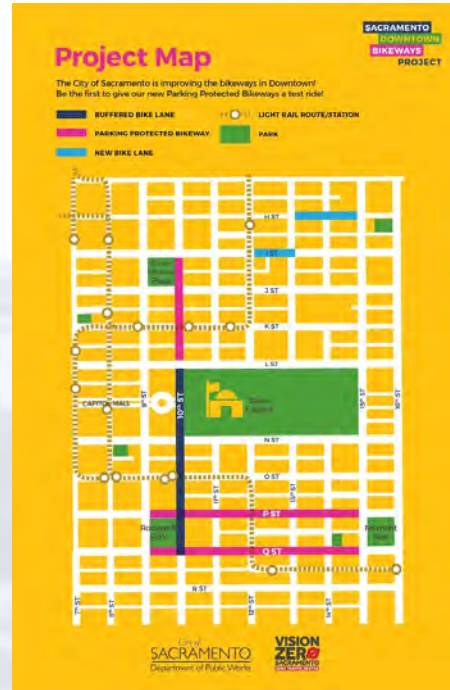 SACRAMENTO
DOWNTOWN
BIKEWAYS
PROJECT
Project Map
The City of Sacramento is improving the bikeways in Downtown!
Be the first to give our new Parking Protected Bikeways a test ride!
BUFFERED BIKE LANE
LIGHT RAIL ROUTE/STATION
PARKING PROTECTED BIKEWAY
PARK
NEW BIKE LANE
H ST
I ST
J ST
K ST
L ST
CAPITOL MALL
9th ST
10th ST
15th ST
16th ST
N ST
O ST
11th ST
13th ST
P ST
Q ST
R ST
7th ST
8th ST
12th ST
14th ST
City of
SACRAMENTO
Department of Public Works
VISION
ZERO
SACRAMENTO